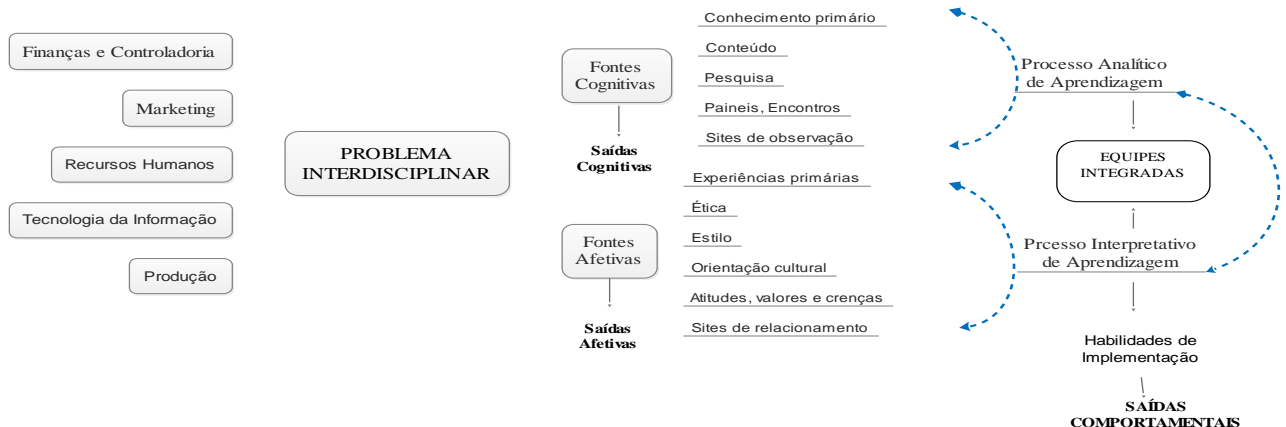 Finanças e Controladoria
Marketing
Recursos Humanos
Tecnologia da Informação
Produção
PROBLEMA
INTERDISCIPLINAR
Fontes
Cognitivas
Saídas
Cognitivas
Fontes
Afetivas
Saídas
Afetivas
Conhecimento primário
Conteúdo
Pesquisa
Paineis, Encontros
Sites de observação
Experiências primárias
Ética
Estilo
Orientação cultural
Atitudes, valores e crenças
Sites de relacionamento
Processo Analítico
de Aprendizagem
EQUIPES
INTEGRADAS
Prcesso Interpretativo
de Aprendizagem
Habilidades de
Implementação
SAÍDAS
COMPORTAMENTAIS